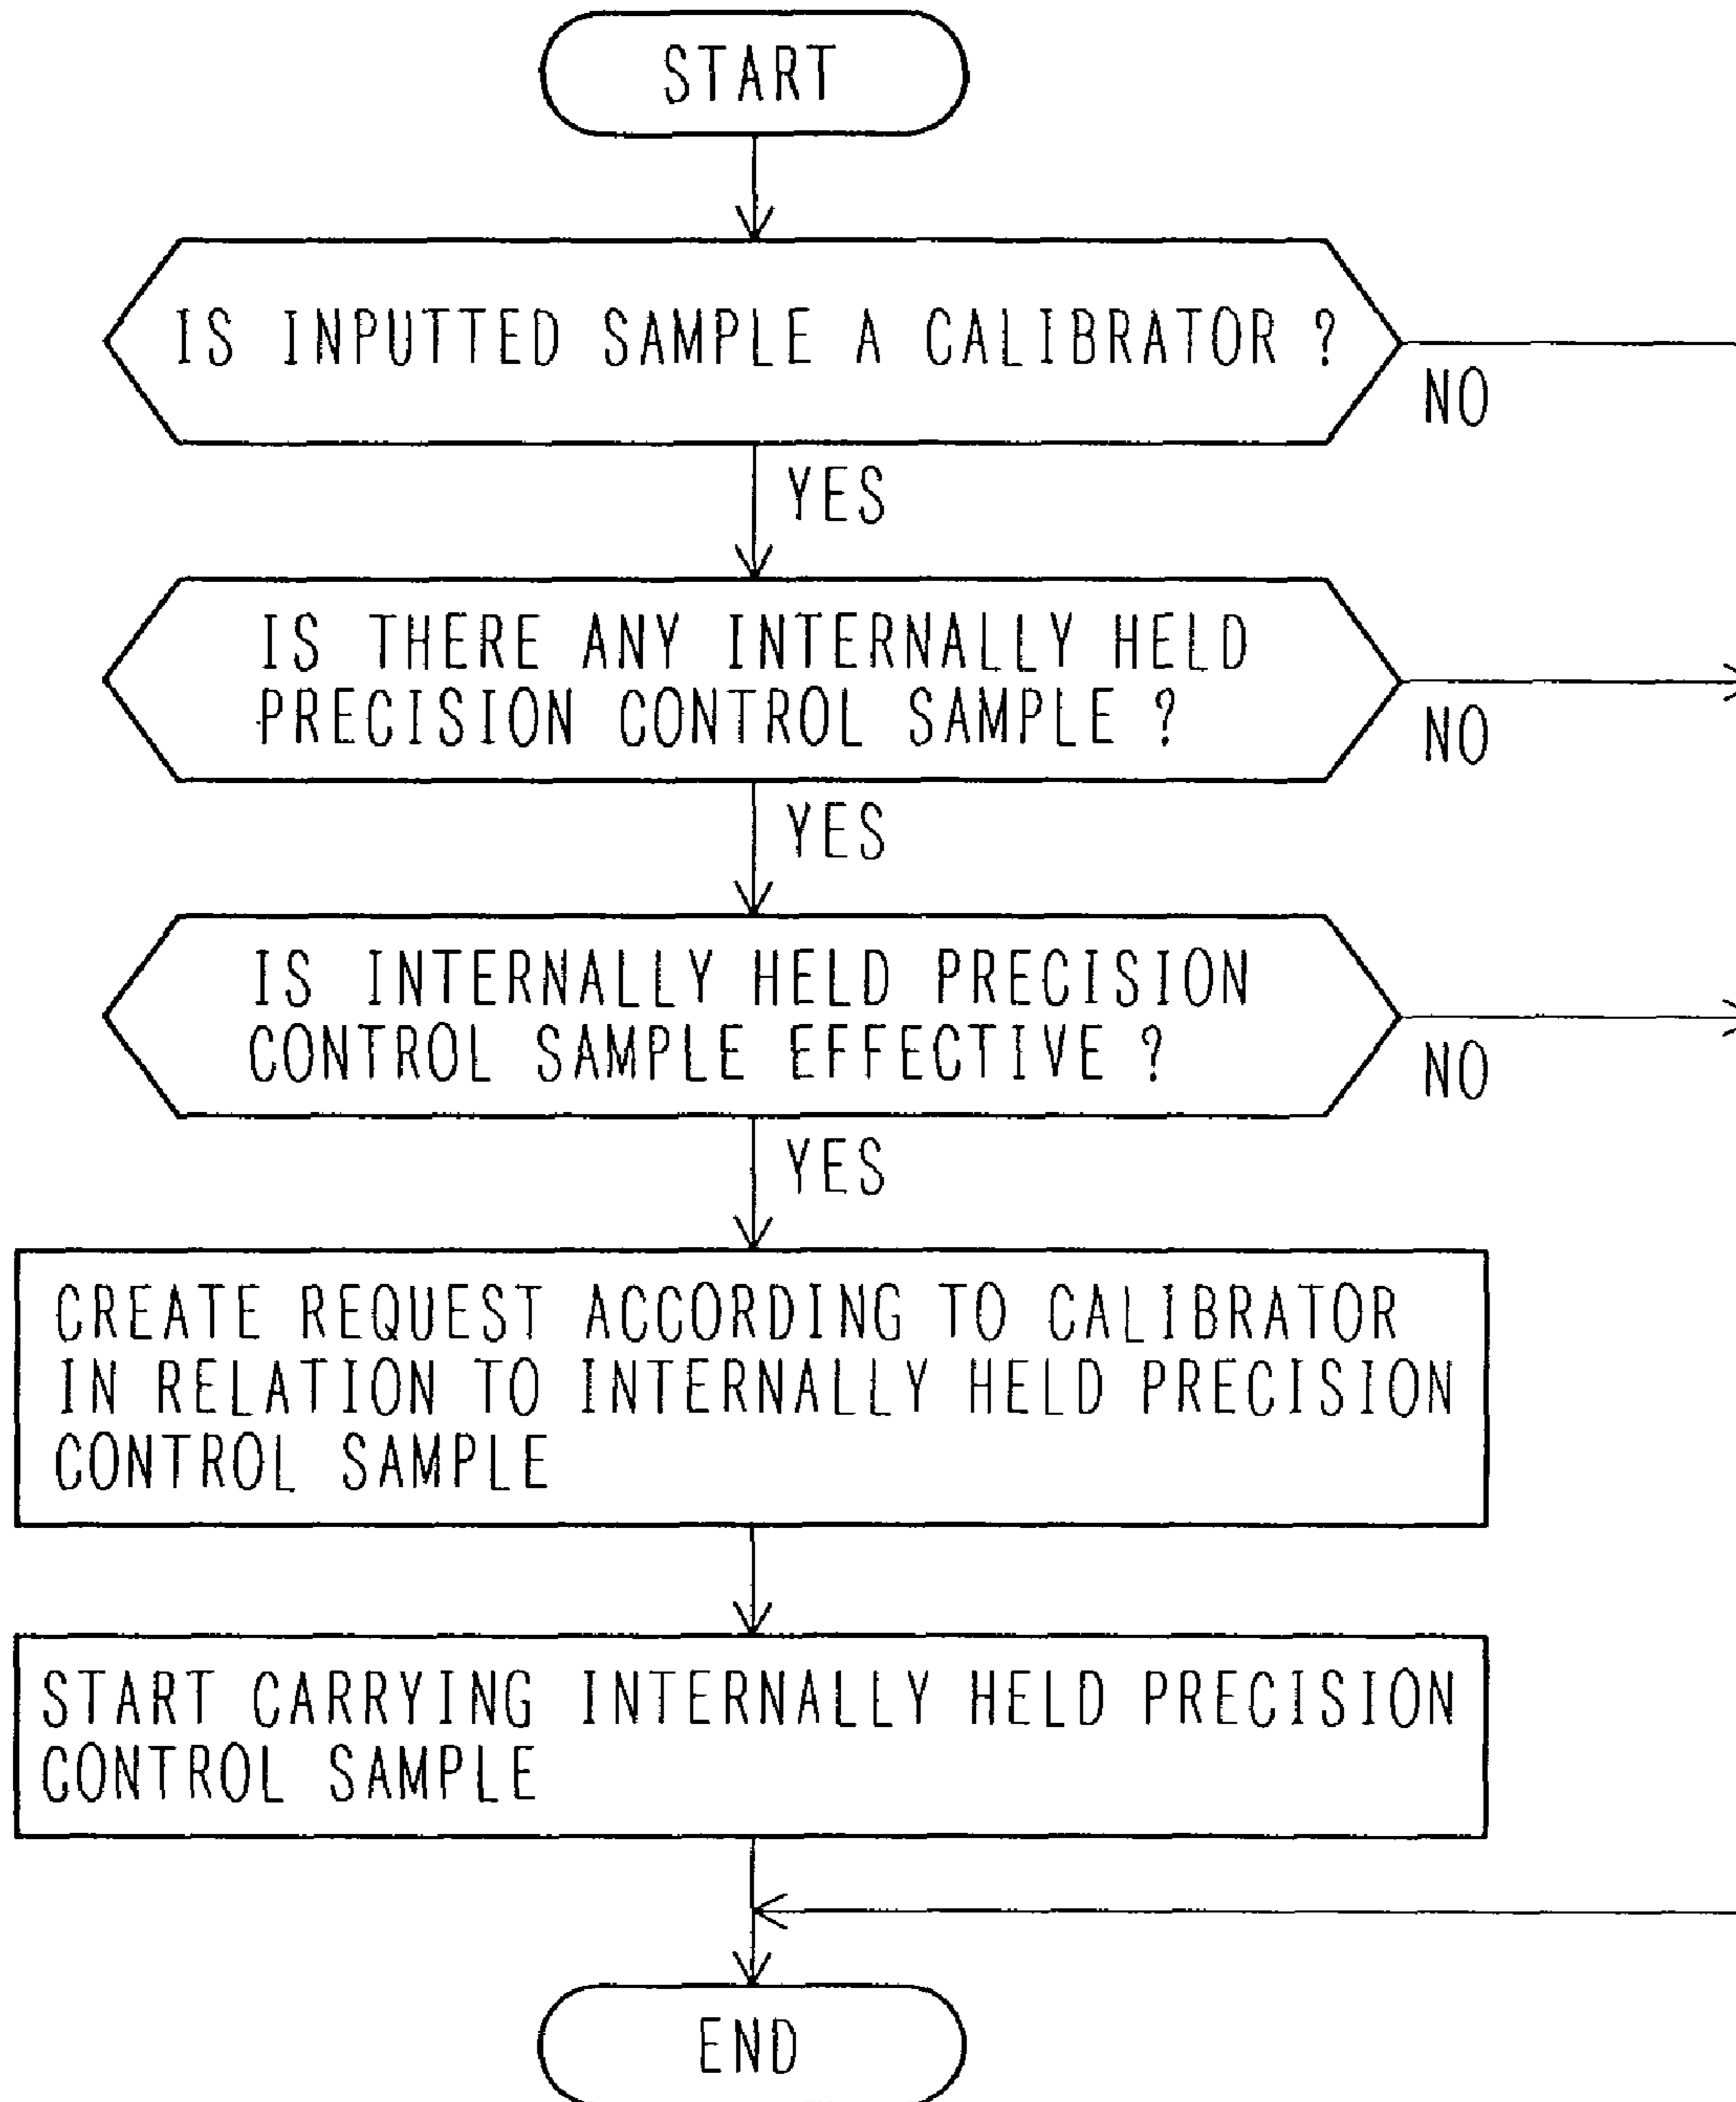 START
IS INPUTTED SAMPLE A CALIBRATOR ?
NO
YES
IS THERE ANY INTERNALLY HELD
PRECISION CONTROL SAMPLE ?
NO
YES
IS INTERNALLY HELD PRECISION
CONTROL SAMPLE EFFECTIVE ?
NO
YES
CREATE REQUEST ACCORDING TO CALIBRATOR
IN RELATION TO INTERNALLY HELD PRECISION
CONTROL SAMPLE
START CARRYING INTERNALLY HELD PRECISION
CONTROL SAMPLE
END